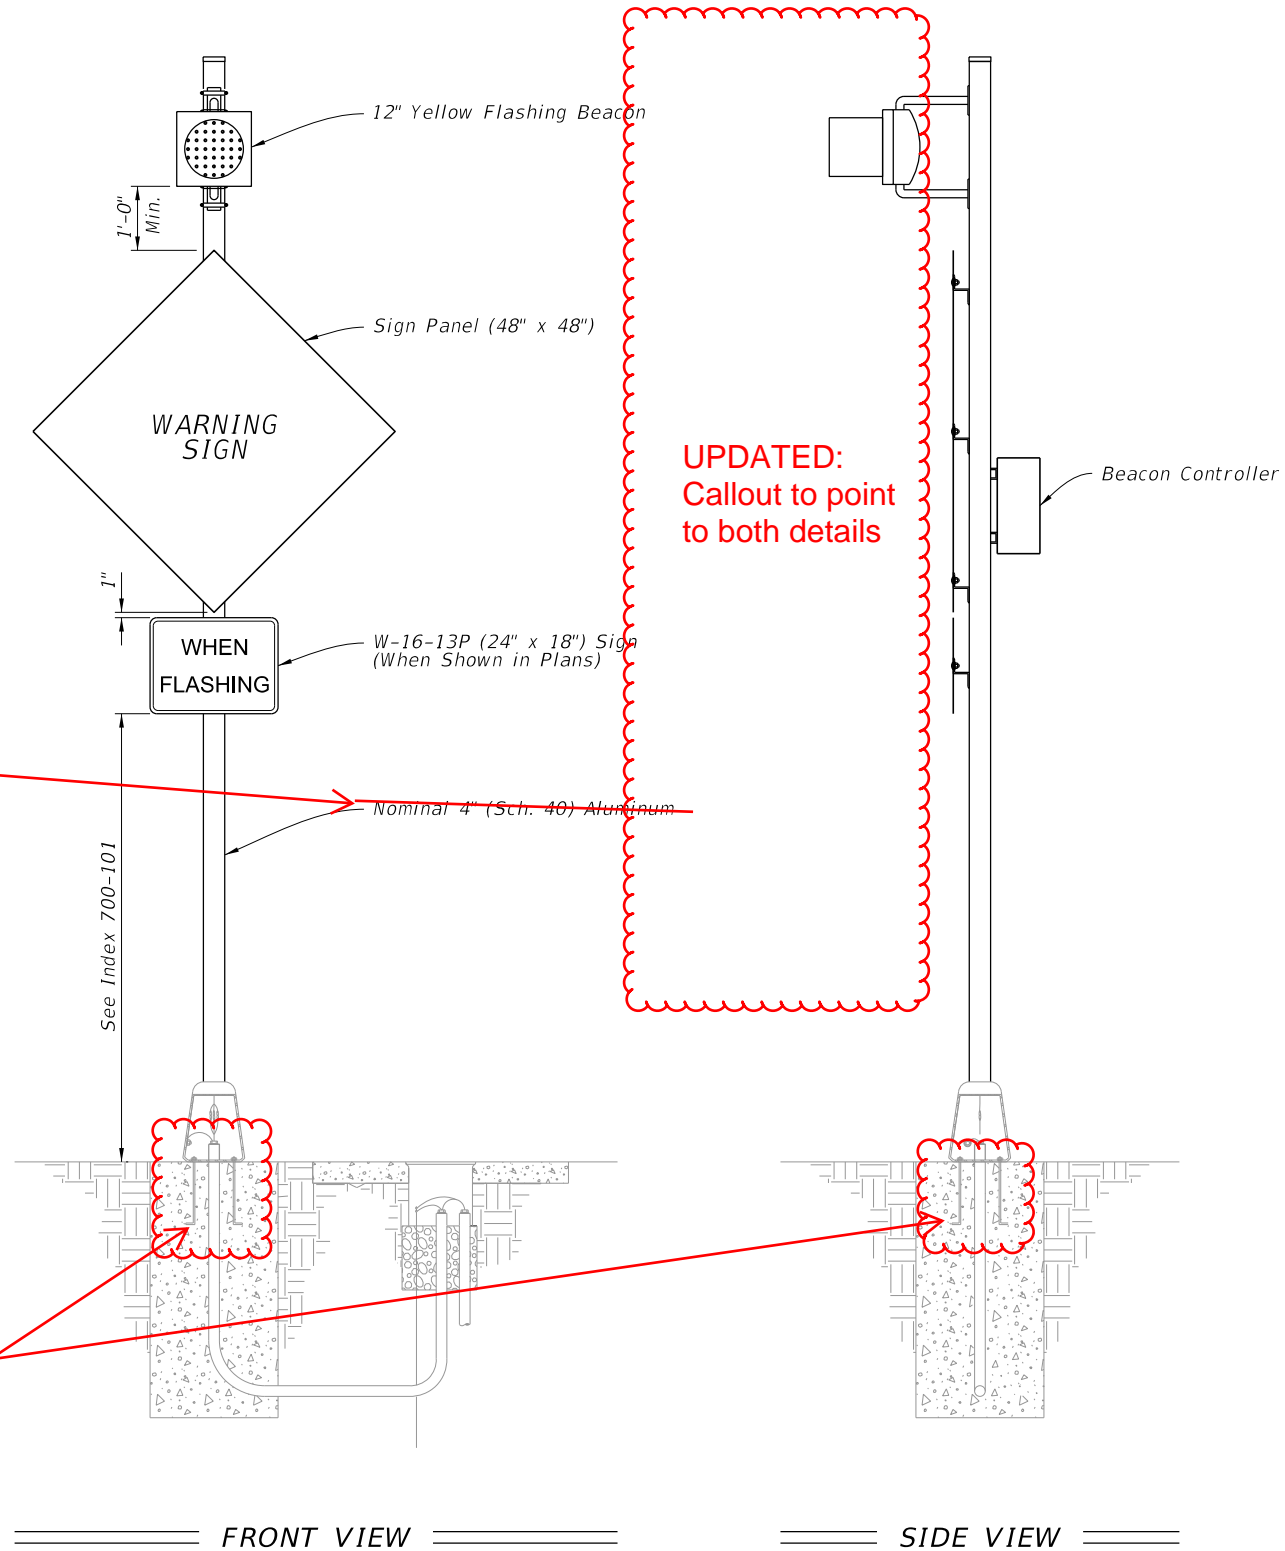 12" Yellow Flashing Beacon
1'-0"
Min.
Sign Panel (48" x 48")
WARNING
SIGN
UPDATED:
Callout to point
to both details
Beacon Controller
1"
WHEN
FLASHING
W-16-13P (24" x 18") Sign
(When Shown in Plans)
Nominal 4" (Sch. 40) Aluminum
See Index 700-101
FRONT VIEW
SIDE VIEW